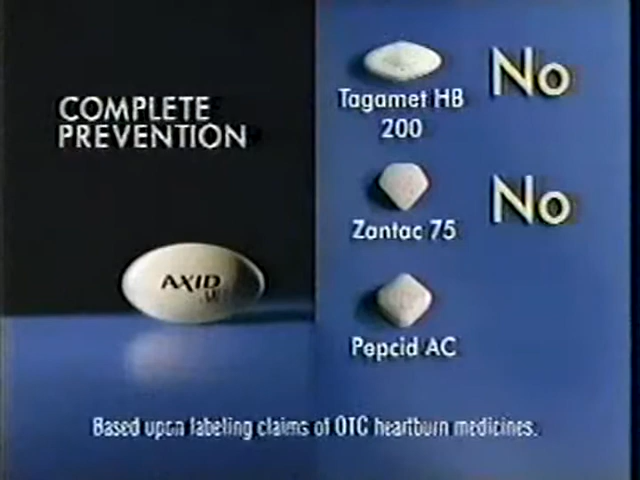 COMPLETE
PREVENTION
AXID
AR
Tagamet HB
200
No
Zantac 75
No
Pepcid AC
Based upon labeling claims of OTC heartburn medicines.